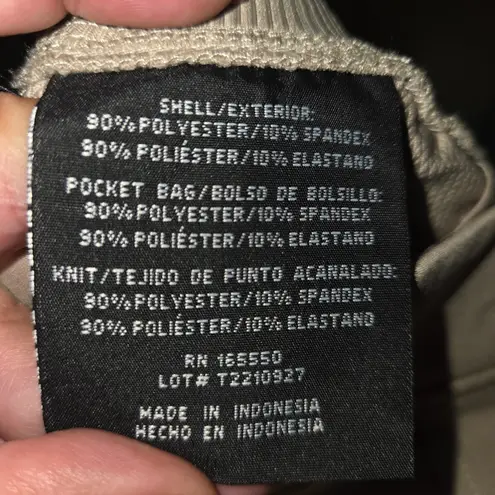 SHELL/EXTERIOR:
90% POLYESTER/10% SPANDEX
90% POLIÉSTER/10% ELASTANO
POCKET BAG/BOLSO DE BOLSILLO:
90% POLYESTER/10% SPANDEX
90% POLIÉSTER/10% ELASTANO
KNIT/TEJIDO DE PUNTO ACANALADO:
90% POLYESTER/10% SPANDEX
90% POLIÉSTER/10% ELASTANO
RN 165550
LOT# T2210927
MADE IN INDONESIA
HECHO EN INDONESIA